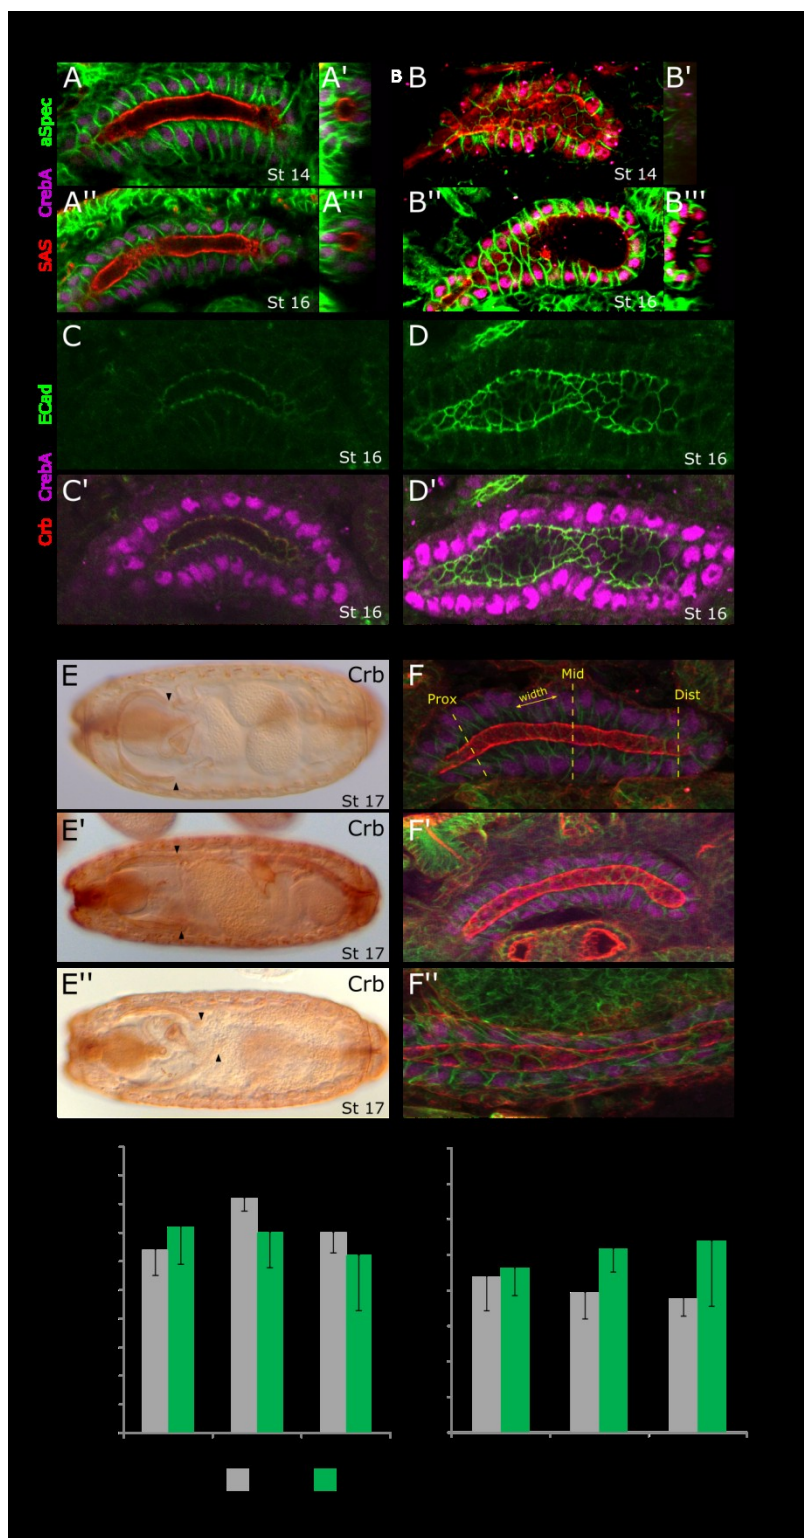 SAS CrebA aSpec
A
A'
St 14
B B
B'
St 14
A''
A'''
St 16
B''
B'''
St 16
Crb CrebA ECad
C
St 16
D
St 16
C'
St 16
D'
St 16
E
Crb
St 17
F
Prox
width
Mid
Dist
E'
Crb
St 17
F'
E''
Crb
St 17
F''